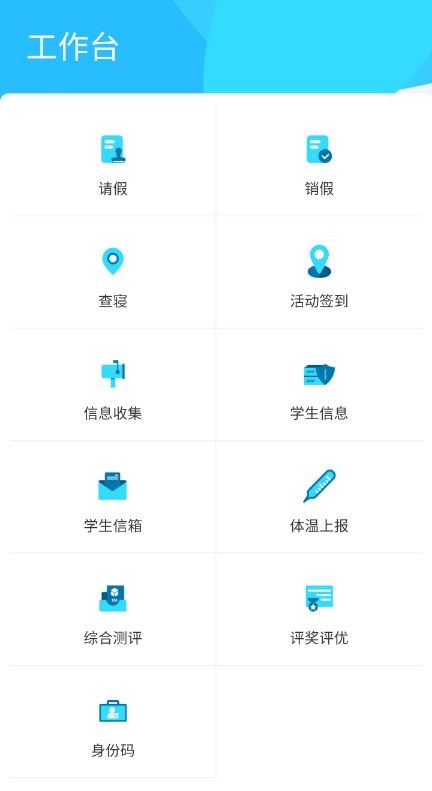 工作台
请假
销假
查寝
活动签到
信息收集
学生信息
学生信箱
体温上报
综合测评
评奖评优
身份码